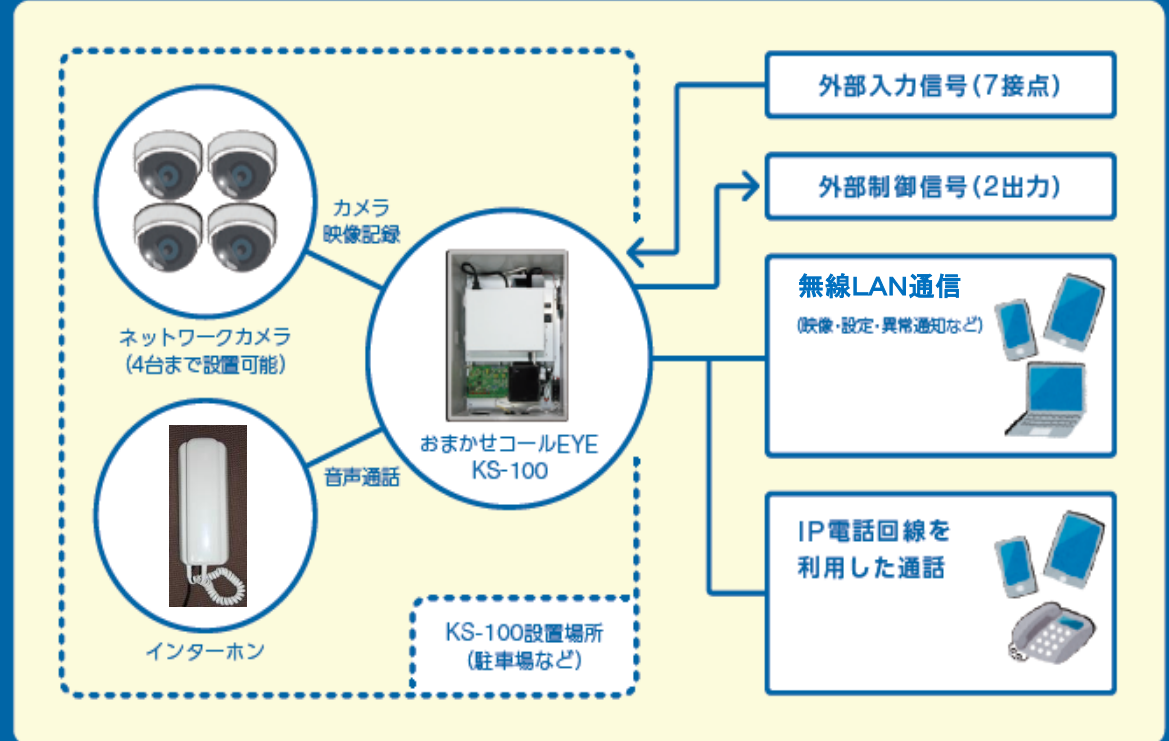 カメラ
映像記録
ネットワークカメラ
(4台まで設置可能)
おまかせコールEYE
KS-100
音声通話
インターホン
KS-100設置場所
(駐車場など)
外部入力信号(7接点)
外部制御信号(2出力)
無線LAN通信
(映像・設定・異常通知など)
IP電話回線を
利用した通話